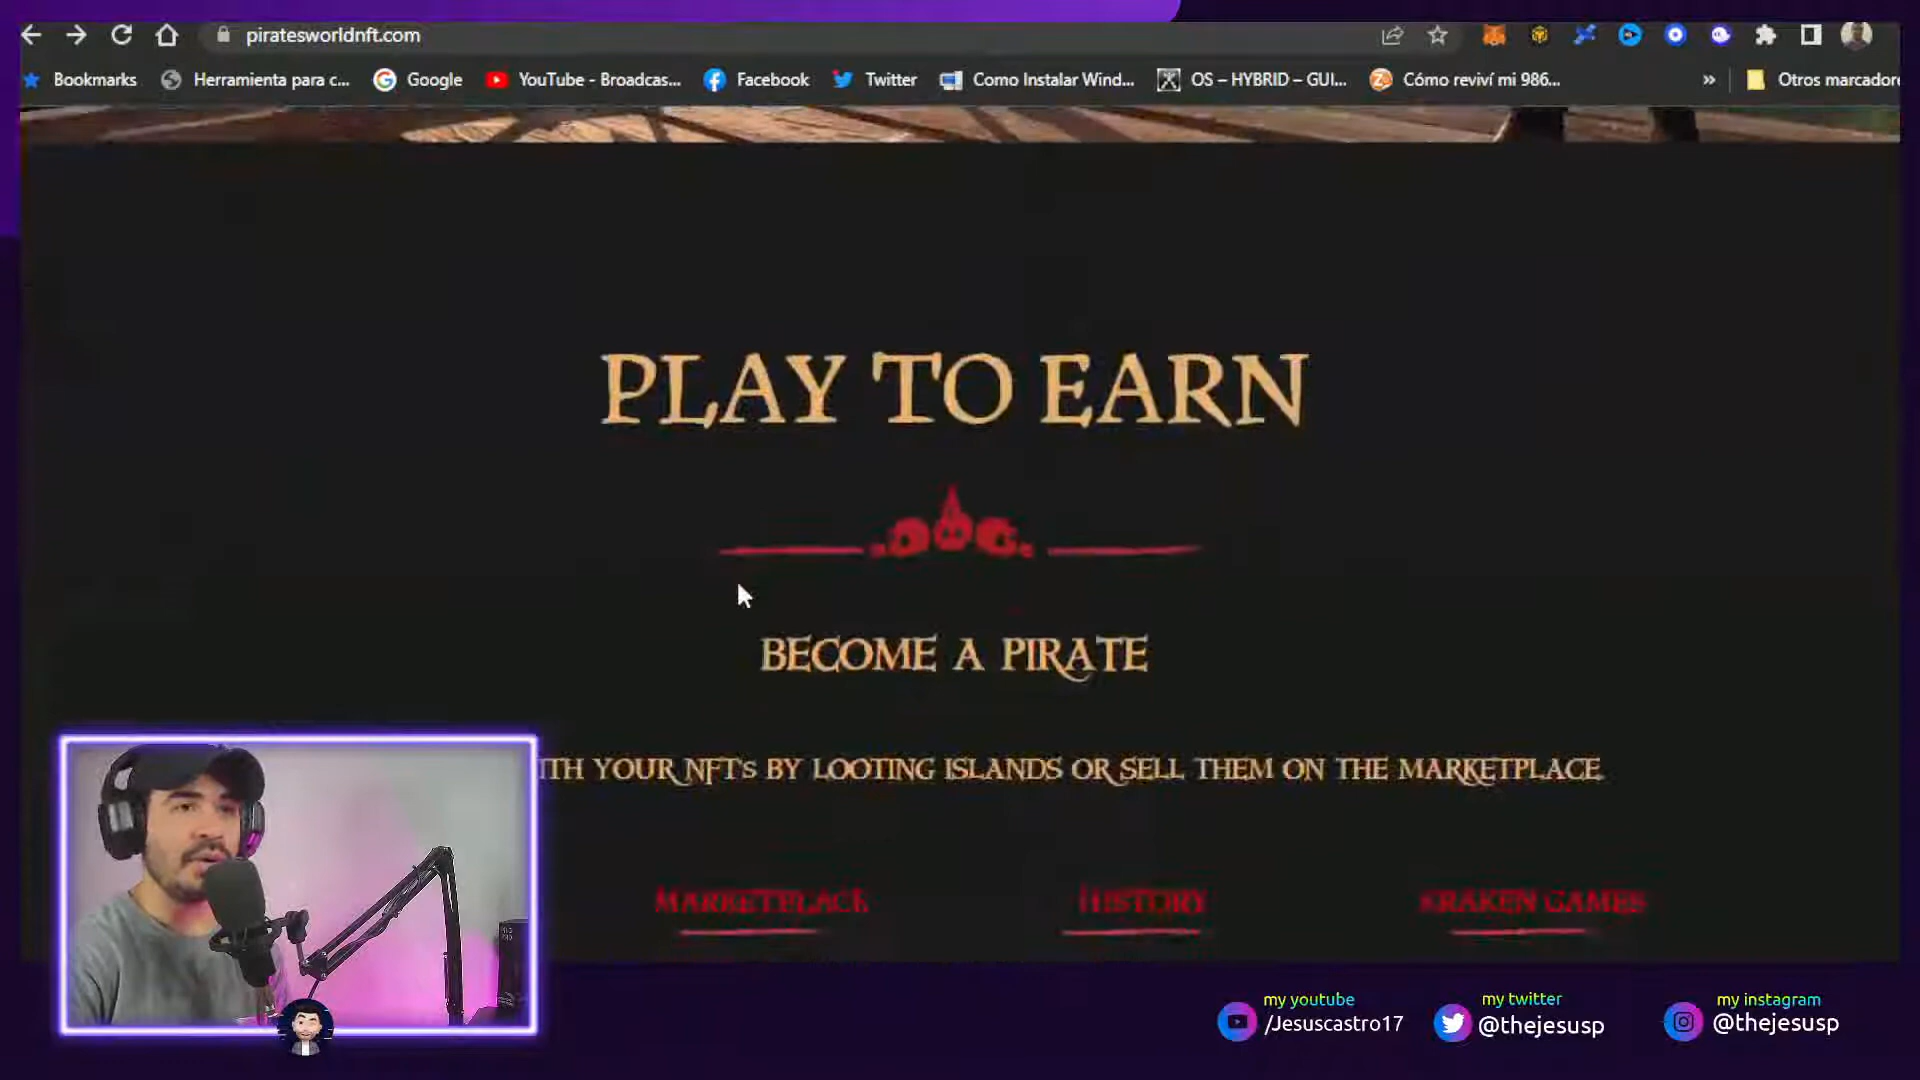 piratesworldnft.com
Bookmarks Herramienta para c... Google YouTube - Broadcas... Facebook Twitter Como Instalar Wind... OS – HYBRID – GUI... Cómo reviví mi 986... » Otros marcadore
PLAY TO EARN
BECOME A PIRATE
ITH YOUR NFT'S BY LOOTING ISLANDS OR SELL THEM ON THE MARKETPLACE.
MARKETPLACE HISTORY KRAKEN GAMES
my youtube
/Jesuscastro17
my twitter
@thejesusp
my instagram
@thejesusp